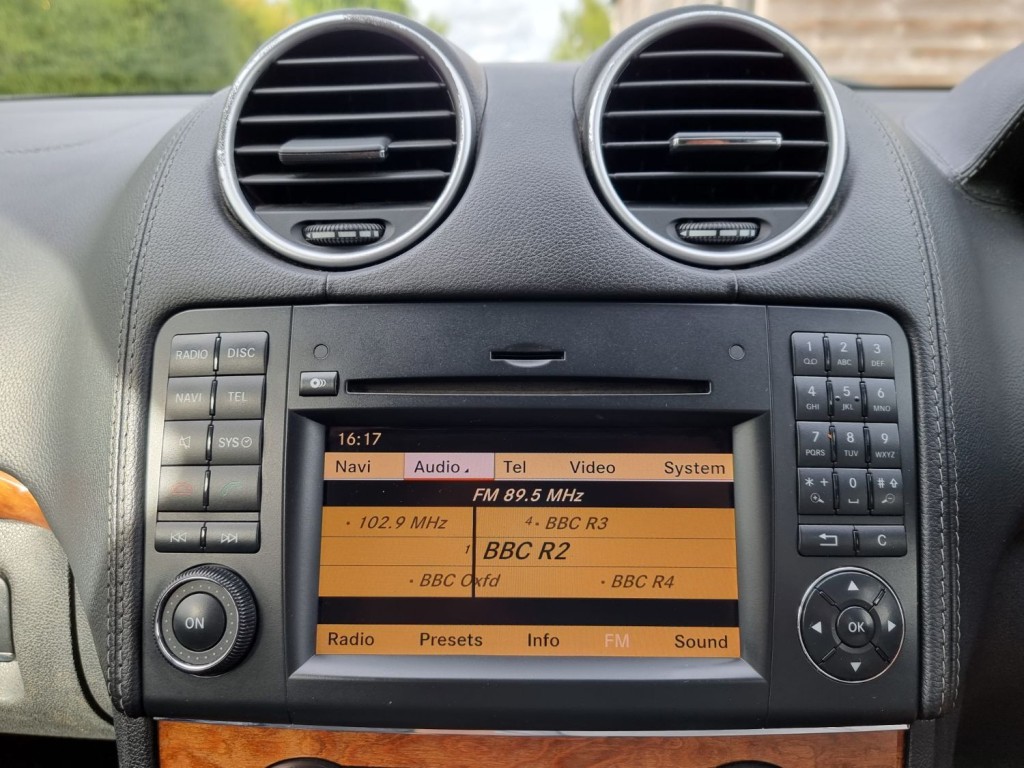 RADIO DISC
NAVI TEL
SYS
ON
16:17
Navi Audio Tel Video System
FM 89.5 MHz
102.9 MHz 4 BBC R3
1 BBC R2
BBC Oxfd BBC R4
Radio Presets Info FM Sound
1 2 3
ABC DEF
4 5 6
GHI JKL MNO
7 8 9
PQRS TUV WXYZ
* + 0 #
C
OK